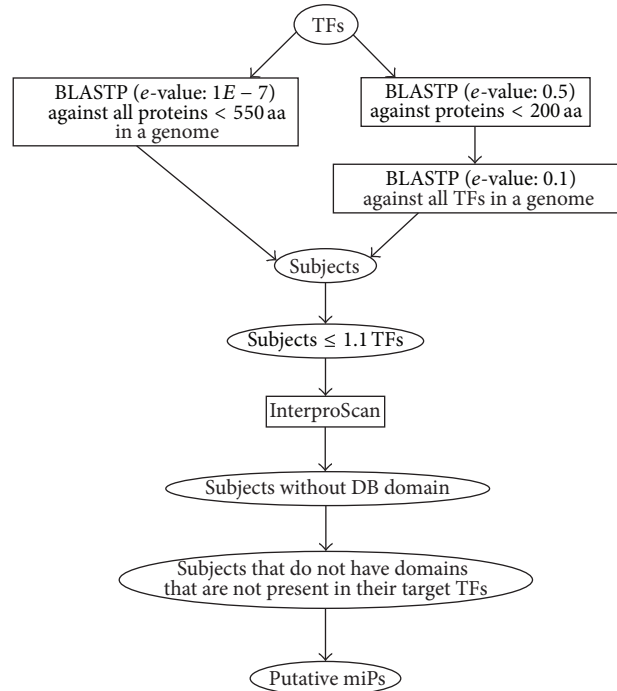 TFs
BLASTP (e-value: 1E − 7)
against all proteins < 550 aa
in a genome
BLASTP (e-value: 0.5)
against proteins < 200 aa
BLASTP (e-value: 0.1)
against all TFs in a genome
Subjects
Subjects ≤ 1.1 TFs
InterproScan
Subjects without DB domain
Subjects that do not have domains
that are not present in their target TFs
Putative miPs